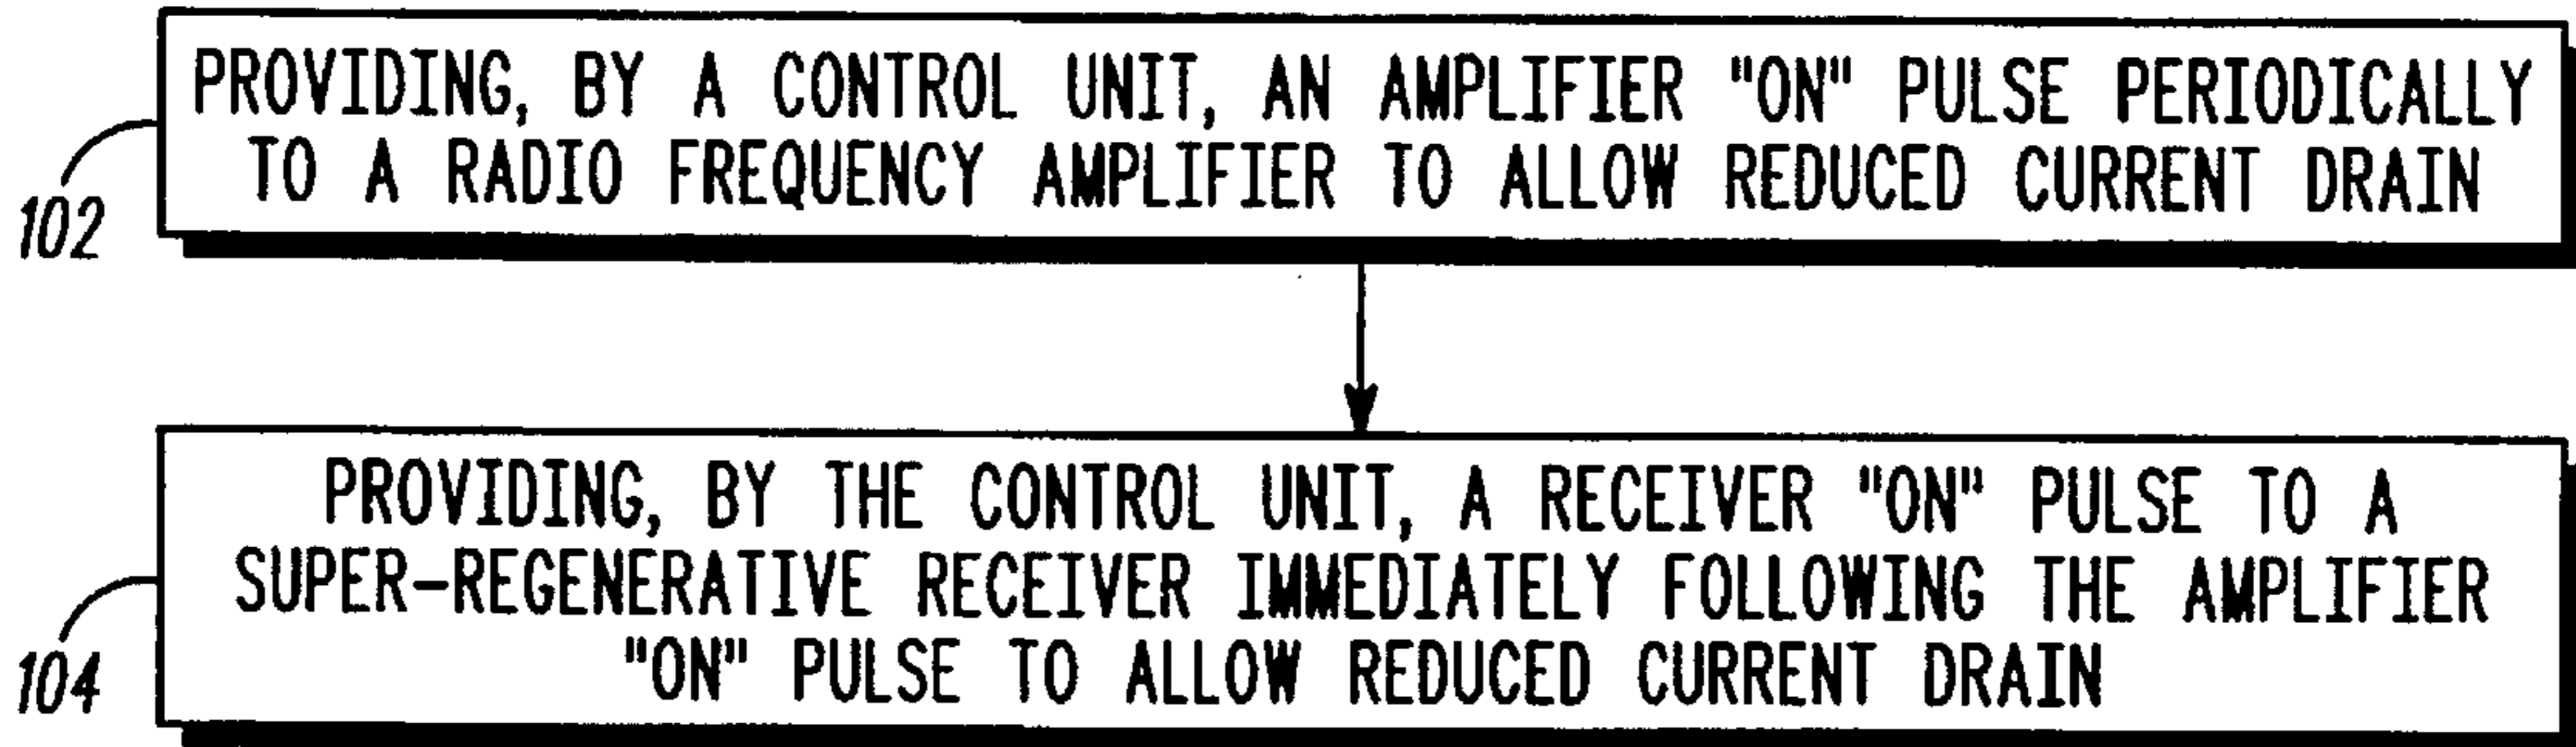 PROVIDING, BY A CONTROL UNIT, AN AMPLIFIER "ON" PULSE PERIODICALLY
TO A RADIO FREQUENCY AMPLIFIER TO ALLOW REDUCED CURRENT DRAIN
102
PROVIDING, BY THE CONTROL UNIT, A RECEIVER "ON" PULSE TO A
SUPER-REGENERATIVE RECEIVER IMMEDIATELY FOLLOWING THE AMPLIFIER
"ON" PULSE TO ALLOW REDUCED CURRENT DRAIN
104